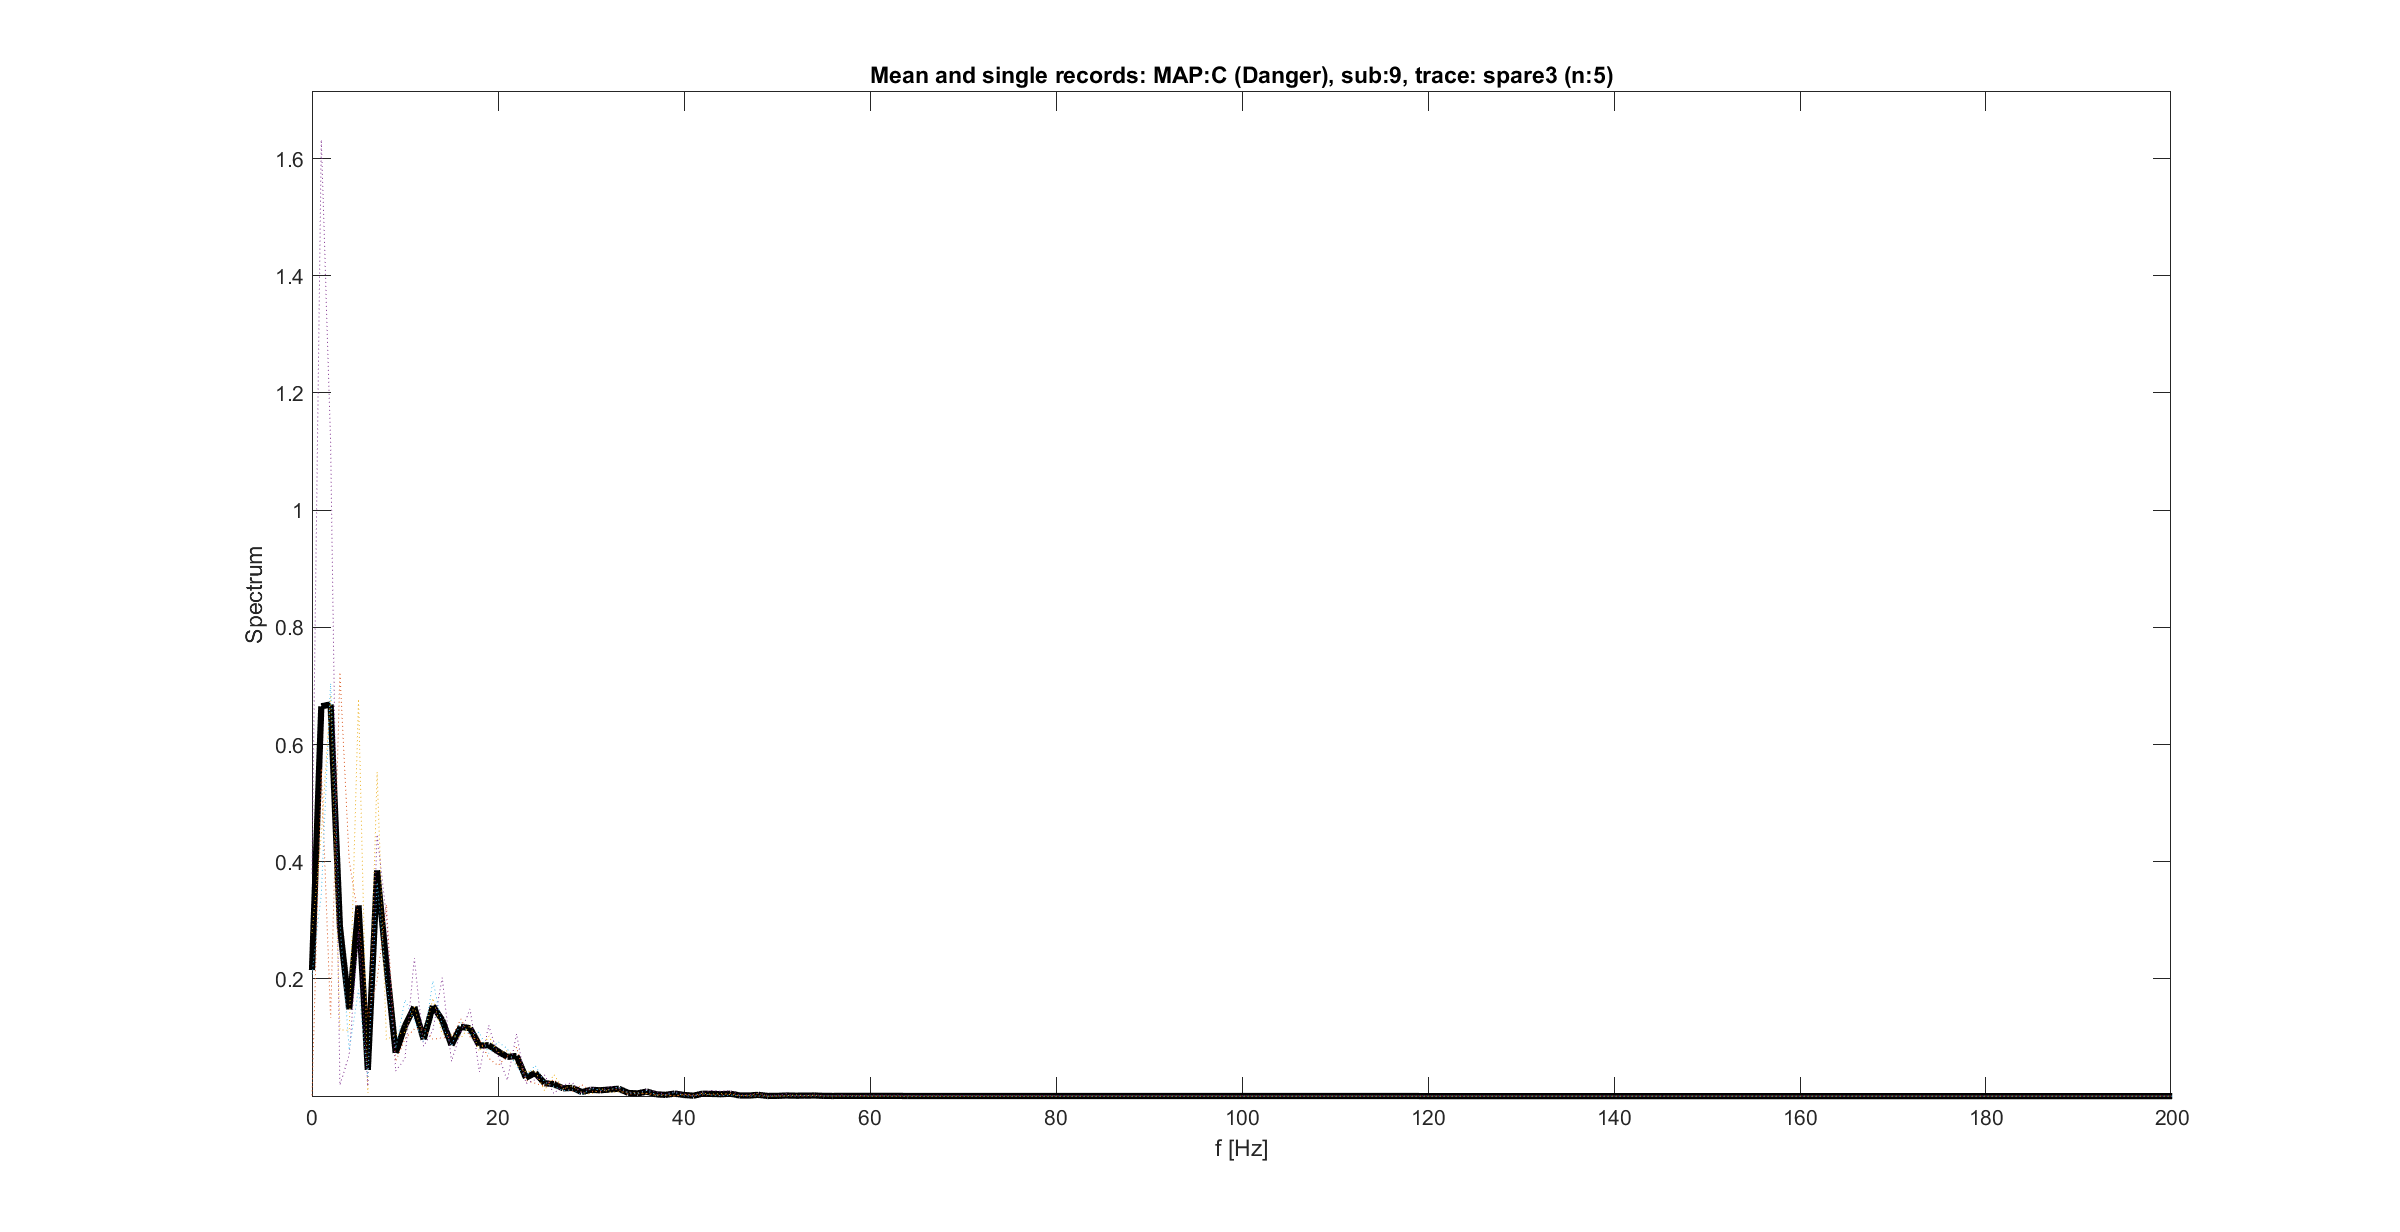 Mean and single records: MAP:C (Danger), sub:9, trace: spare3 (n:5)
1.6
1.4
1.2
1
0.8
0.6
0.4
0.2
Spectrum
0 20 40 60 80 100 120 140 160 180 200
f [Hz]